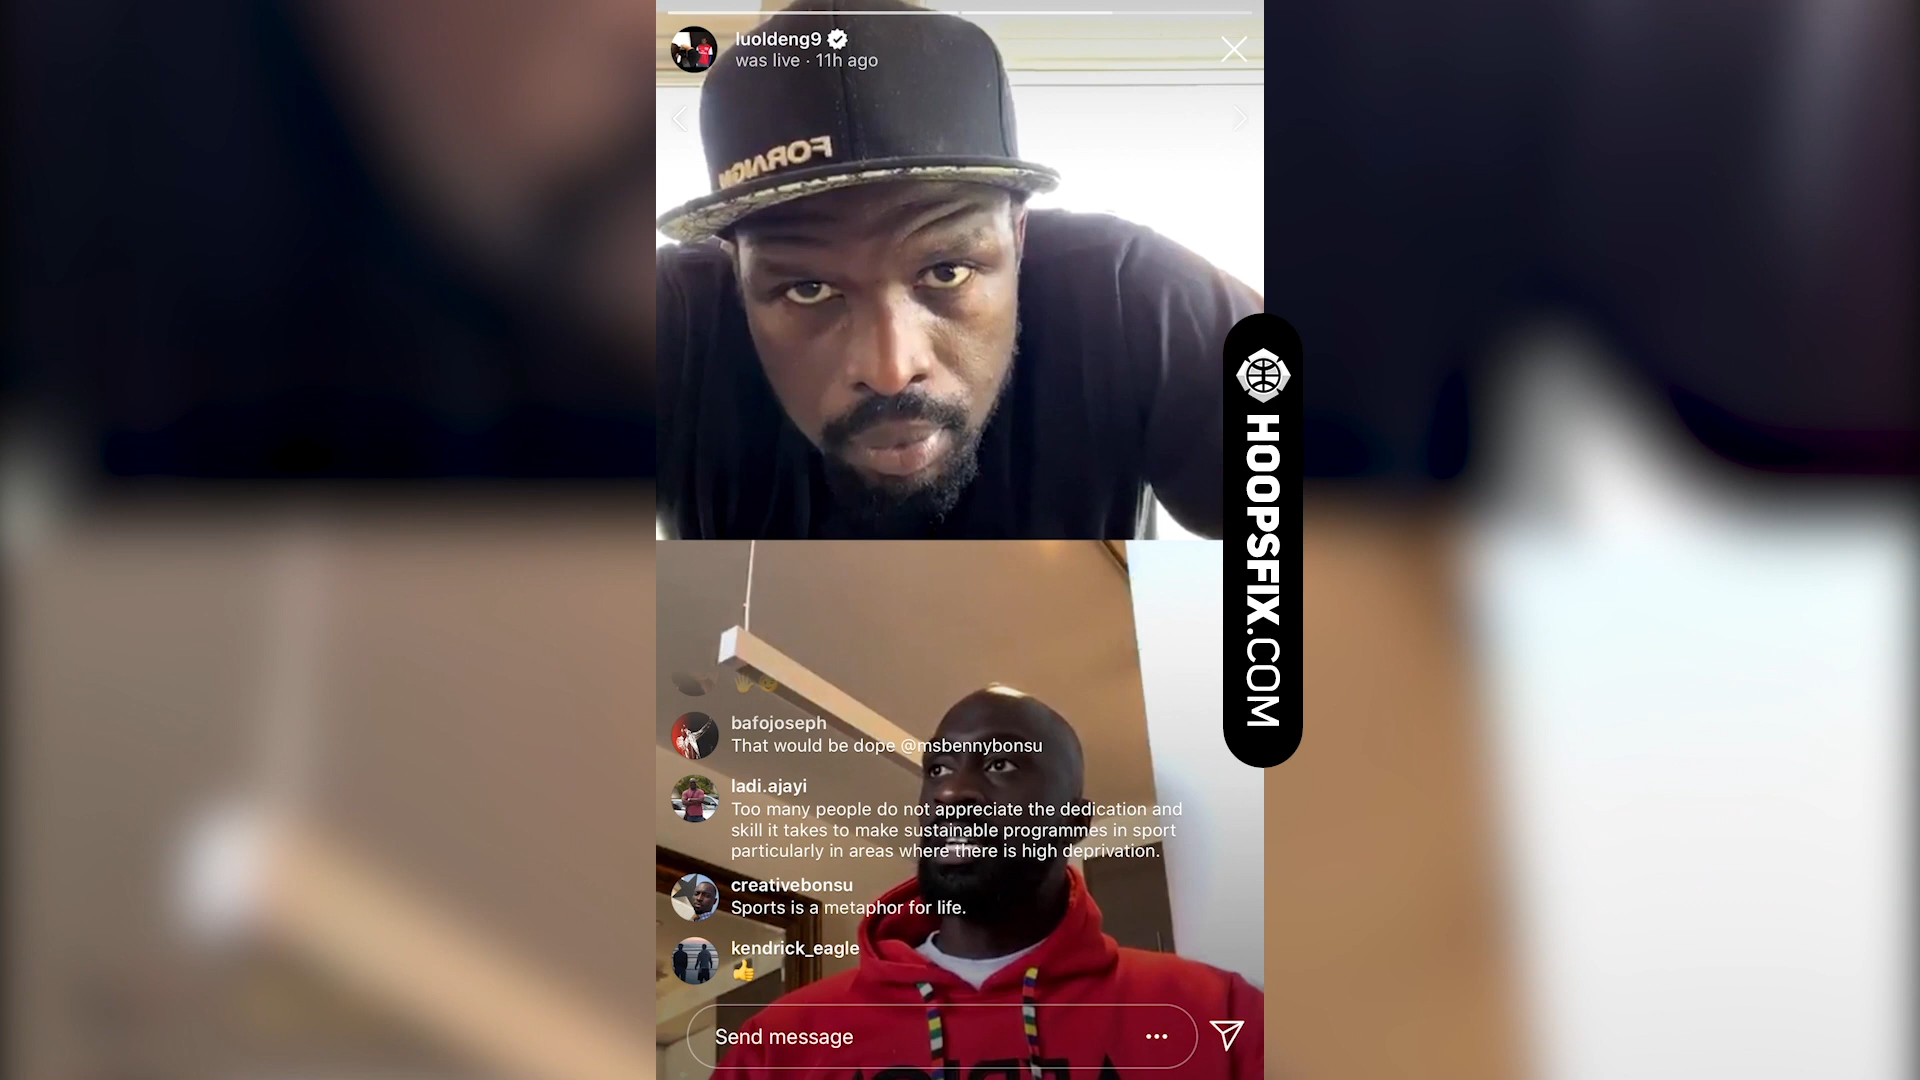 luoldeng9
was live · 11h ago
FORAIGN
bafojoseph
That would be dope @msbennybonsu
ladi.ajayi
Too many people do not appreciate the dedication and
skill it takes to make sustainable programmes in sport
particularly in areas where there is high deprivation.
creativebonsu
Sports is a metaphor for life.
kendrick_eagle
Send message
HOOPSFIX.COM